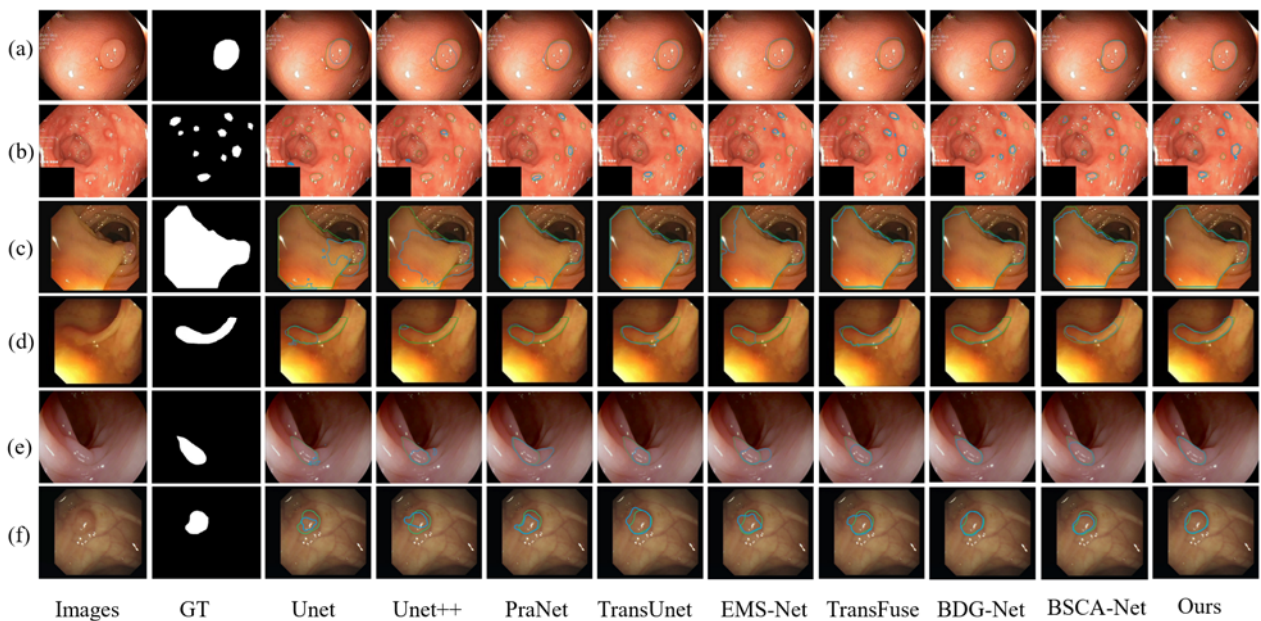 (a)
(b)
(c)
(d)
(e)
(f)
Images GT Unet Unet++ PraNet TransUnet EMS-Net TransFuse BDG-Net BSCA-Net Ours